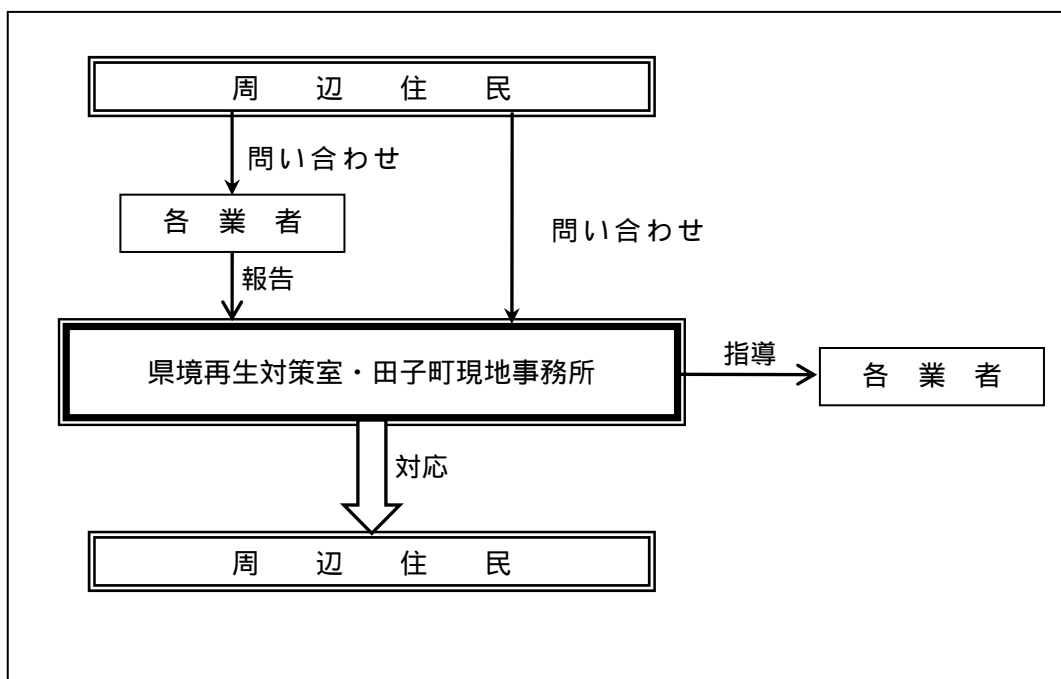 周辺住民
問い合わせ
各業者
問い合わせ
報告
県境再生対策室・田子町現地事務所
指導
各業者
対応
周辺住民